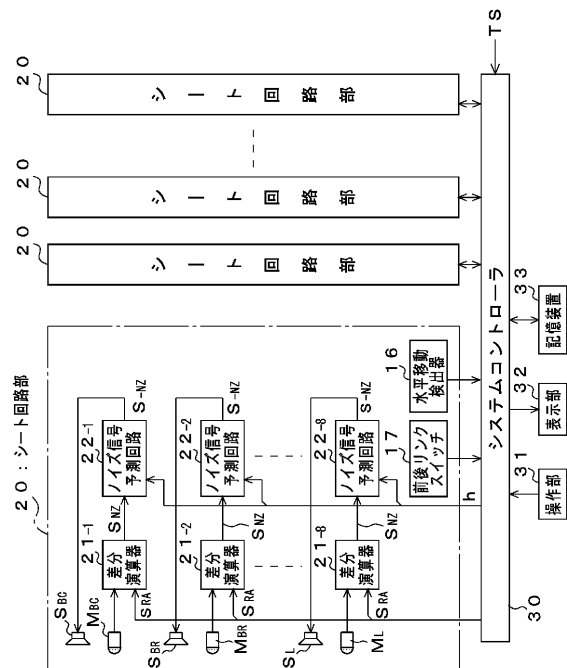 20:シート回路部
20
20
20
シート回路部
シート回路部
シート回路部
SBC
MBC
SRA
21-1
差分
演算器
SNZ
22-1
ノイズ信号
予測回路
S-NZ
SBR
MBR
SRA
21-2
差分
演算器
SNZ
22-2
ノイズ信号
予測回路
S-NZ
SL
ML
SRA
21-8
差分
演算器
SNZ
22-8
ノイズ信号
予測回路
S-NZ
17
前後リンク
スイッチ
16
水平移動
検出器
h
30
システムコントローラ
TS
31
操作部
32
表示部
33
記憶装置